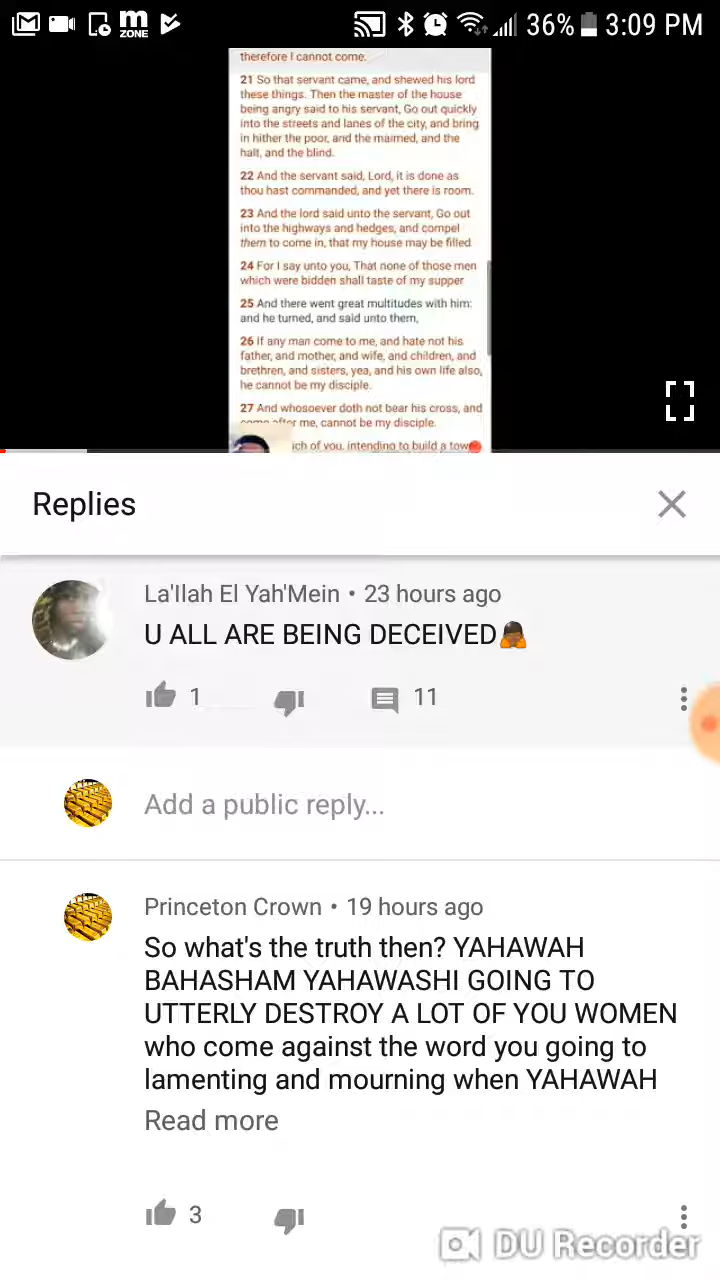 m 36% 3:09 PM
ZONE
therefore I cannot come.
21 So that servant came, and shewed his lord
these things. Then the master of the house
being angry said to his servant, Go out quickly
into the streets and lanes of the city, and bring
in hither the poor, and the maimed, and the
halt, and the blind.
22 And the servant said, Lord, it is done as
thou hast commanded, and yet there is room.
23 And the lord said unto the servant, Go out
into the highways and hedges, and compel
them to come in, that my house may be filled
24 For I say unto you, That none of those men
which were bidden shall taste of my supper
25 And there went great multitudes with him:
and he turned, and said unto them,
26 If any man come to me, and hate not his
father, and mother, and wife, and children, and
brethren, and sisters, yea, and his own life also,
he cannot be my disciple.
27 And whosoever doth not bear his cross, and
come after me, cannot be my disciple.
of you, intending to build a
Replies
La'Ilah El Yah'Mein • 23 hours ago
U ALL ARE BEING DECEIVED🙇🏾
1 11
Add a public reply...
Princeton Crown • 19 hours ago
So what's the truth then? YAHAWAH
BAHASHAM YAHAWASHI GOING TO
UTTERLY DESTROY A LOT OF YOU WOMEN
who come against the word you going to
lamenting and mourning when YAHAWAH
Read more
3
DU Recorder